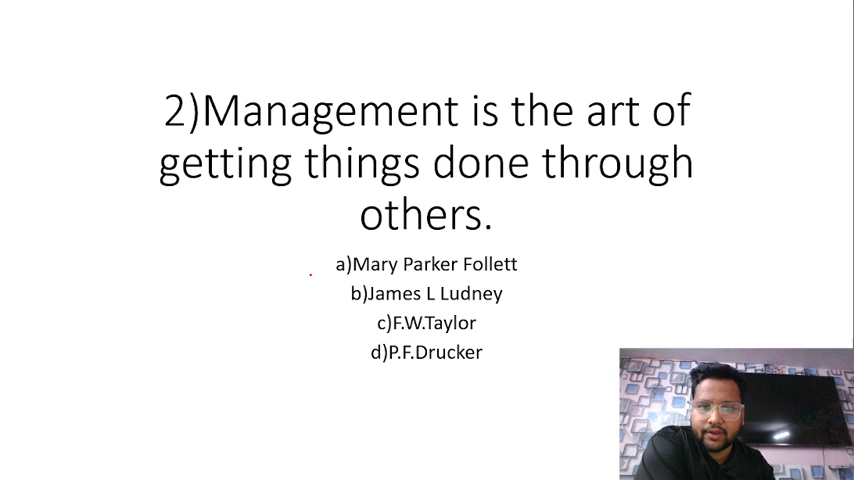 2)Management is the art of
getting things done through
others.
a)Mary Parker Follett
b)James L Ludney
c)F.W.Taylor
d)P.F.Drucker